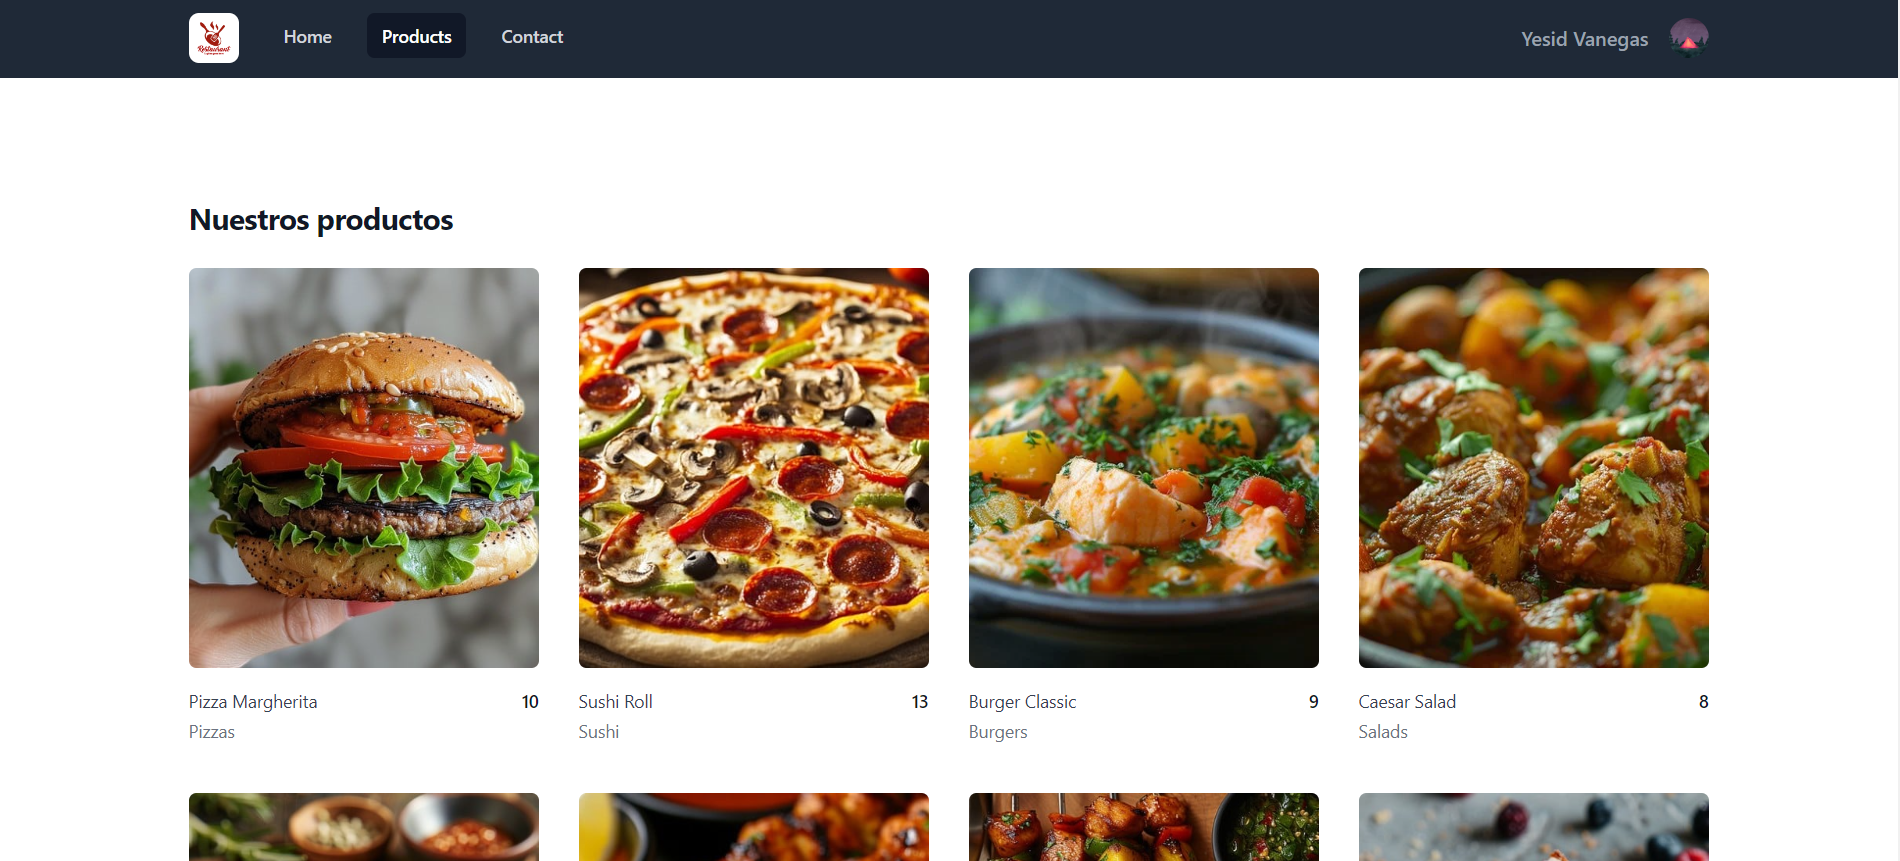 Restaurant
Home
Products
Contact
Yesid Vanegas
Nuestros productos
Pizza Margherita
10
Pizzas
Sushi Roll
13
Sushi
Burger Classic
9
Burgers
Caesar Salad
8
Salads